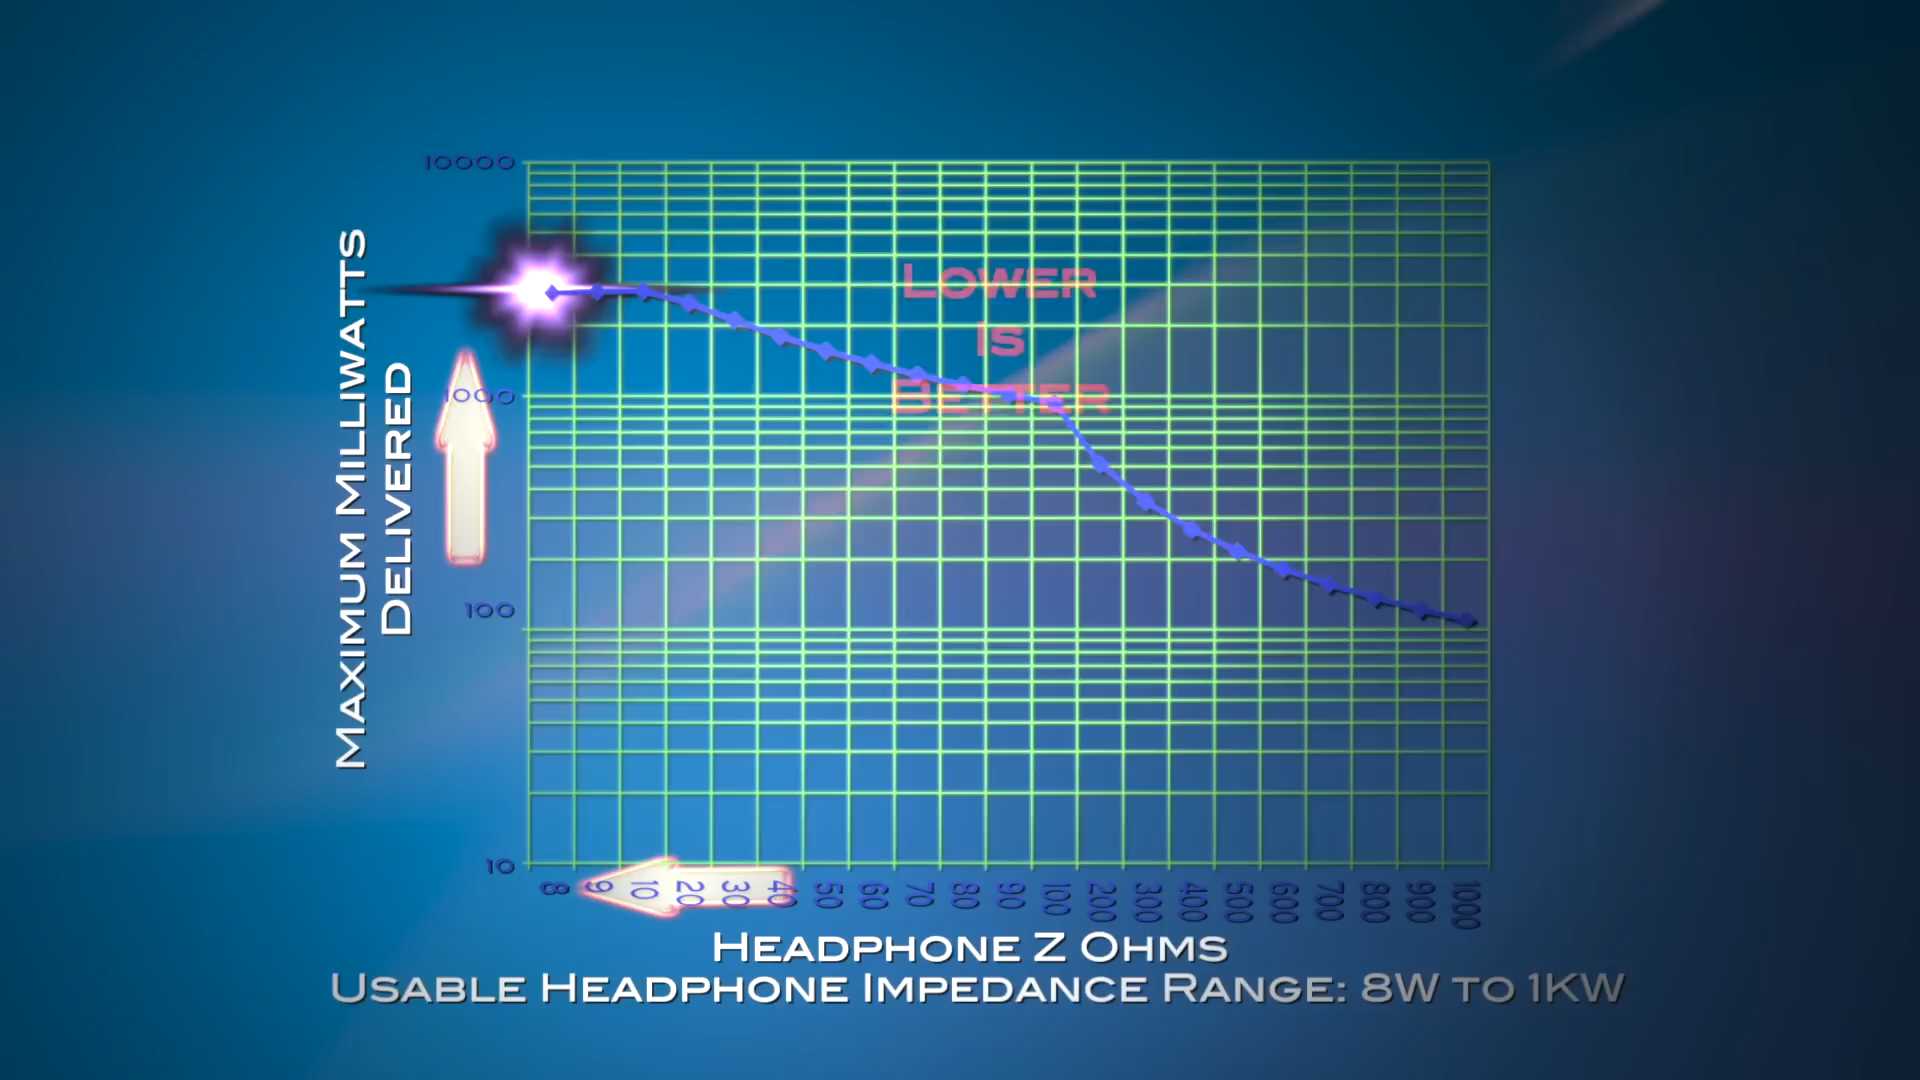 10000
1000
100
10
MAXIMUM MILLIWATTS
DELIVERED
LOWER
IS
BETTER
8 9 10 20 30 40 50 60 70 80 90 100 200 300 400 500 600 700 800 900 1000
HEADPHONE Z OHMS
USABLE HEADPHONE IMPEDANCE RANGE: 8W TO 1KW